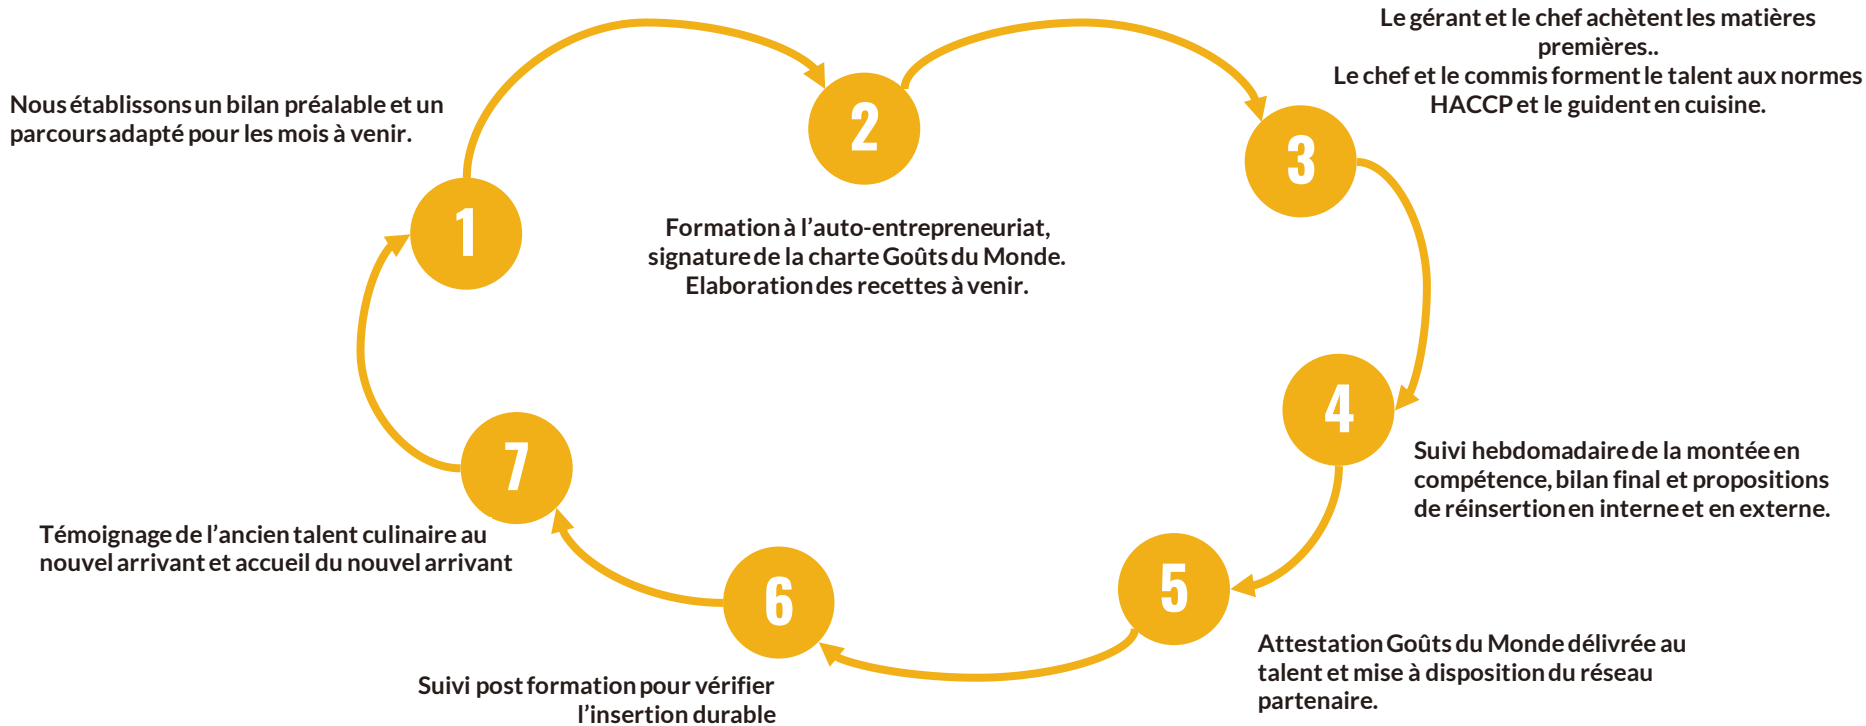 1
Nous établissons un bilan préalable et un
parcours adapté pour les mois à venir.
2
Formation à l’auto-entrepreneuriat,
signature de la charte Goûts du Monde.
Elaboration des recettes à venir.
3
Le gérant et le chef achètent les matières
premières..
Le chef et le commis forment le talent aux normes
HACCP et le guident en cuisine.
4
Suivi hebdomadaire de la montée en
compétence, bilan final et propositions
de réinsertion en interne et en externe.
5
Attestation Goûts du Monde délivrée au
talent et mise à disposition du réseau
partenaire.
6
Suivi post formation pour vérifier
l’insertion durable
7
Témoignage de l’ancien talent culinaire au
nouvel arrivant et accueil du nouvel arrivant